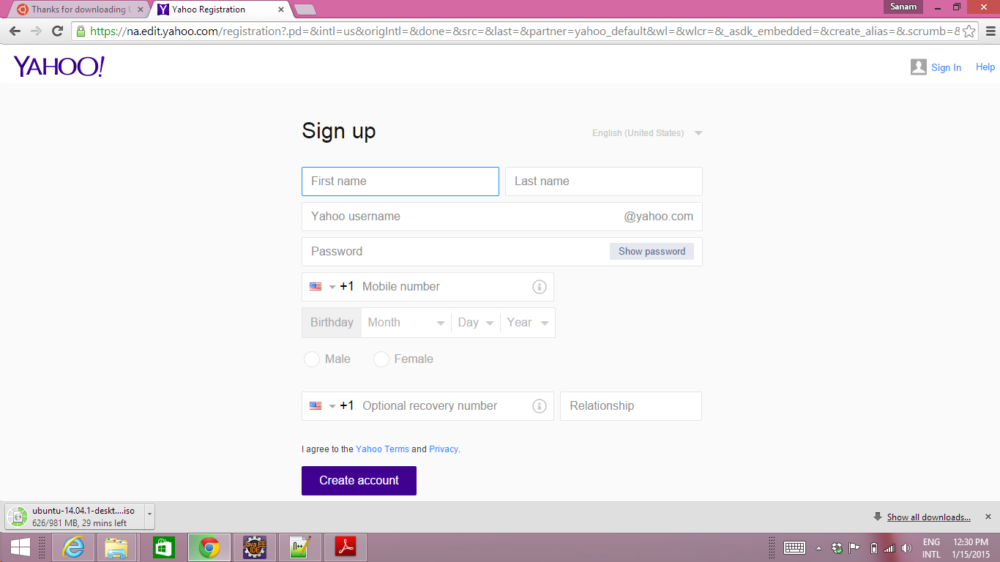 Thanks for downloading U
Yahoo Registration
Sanam
https://na.edit.yahoo.com/registration?.pd=&intl=us&origIntl=&done=&src=&last=&partner=yahoo_default&wl=&wlcr=&_asdk_embedded=&create_alias=&.scrumb=&
YAHOO!
Sign In Help
Sign up
English (United States)
First name Last name
Yahoo username @yahoo.com
Password Show password
+1 Mobile number
Birthday Month Day Year
Male Female
+1 Optional recovery number Relationship
I agree to the Yahoo Terms and Privacy.
Create account
ubuntu-14.04.1-deskt....iso
626/981 MB, 29 mins left
Show all downloads...
Java EE
IDE
ENG 12:30 PM
INTL 1/15/2015